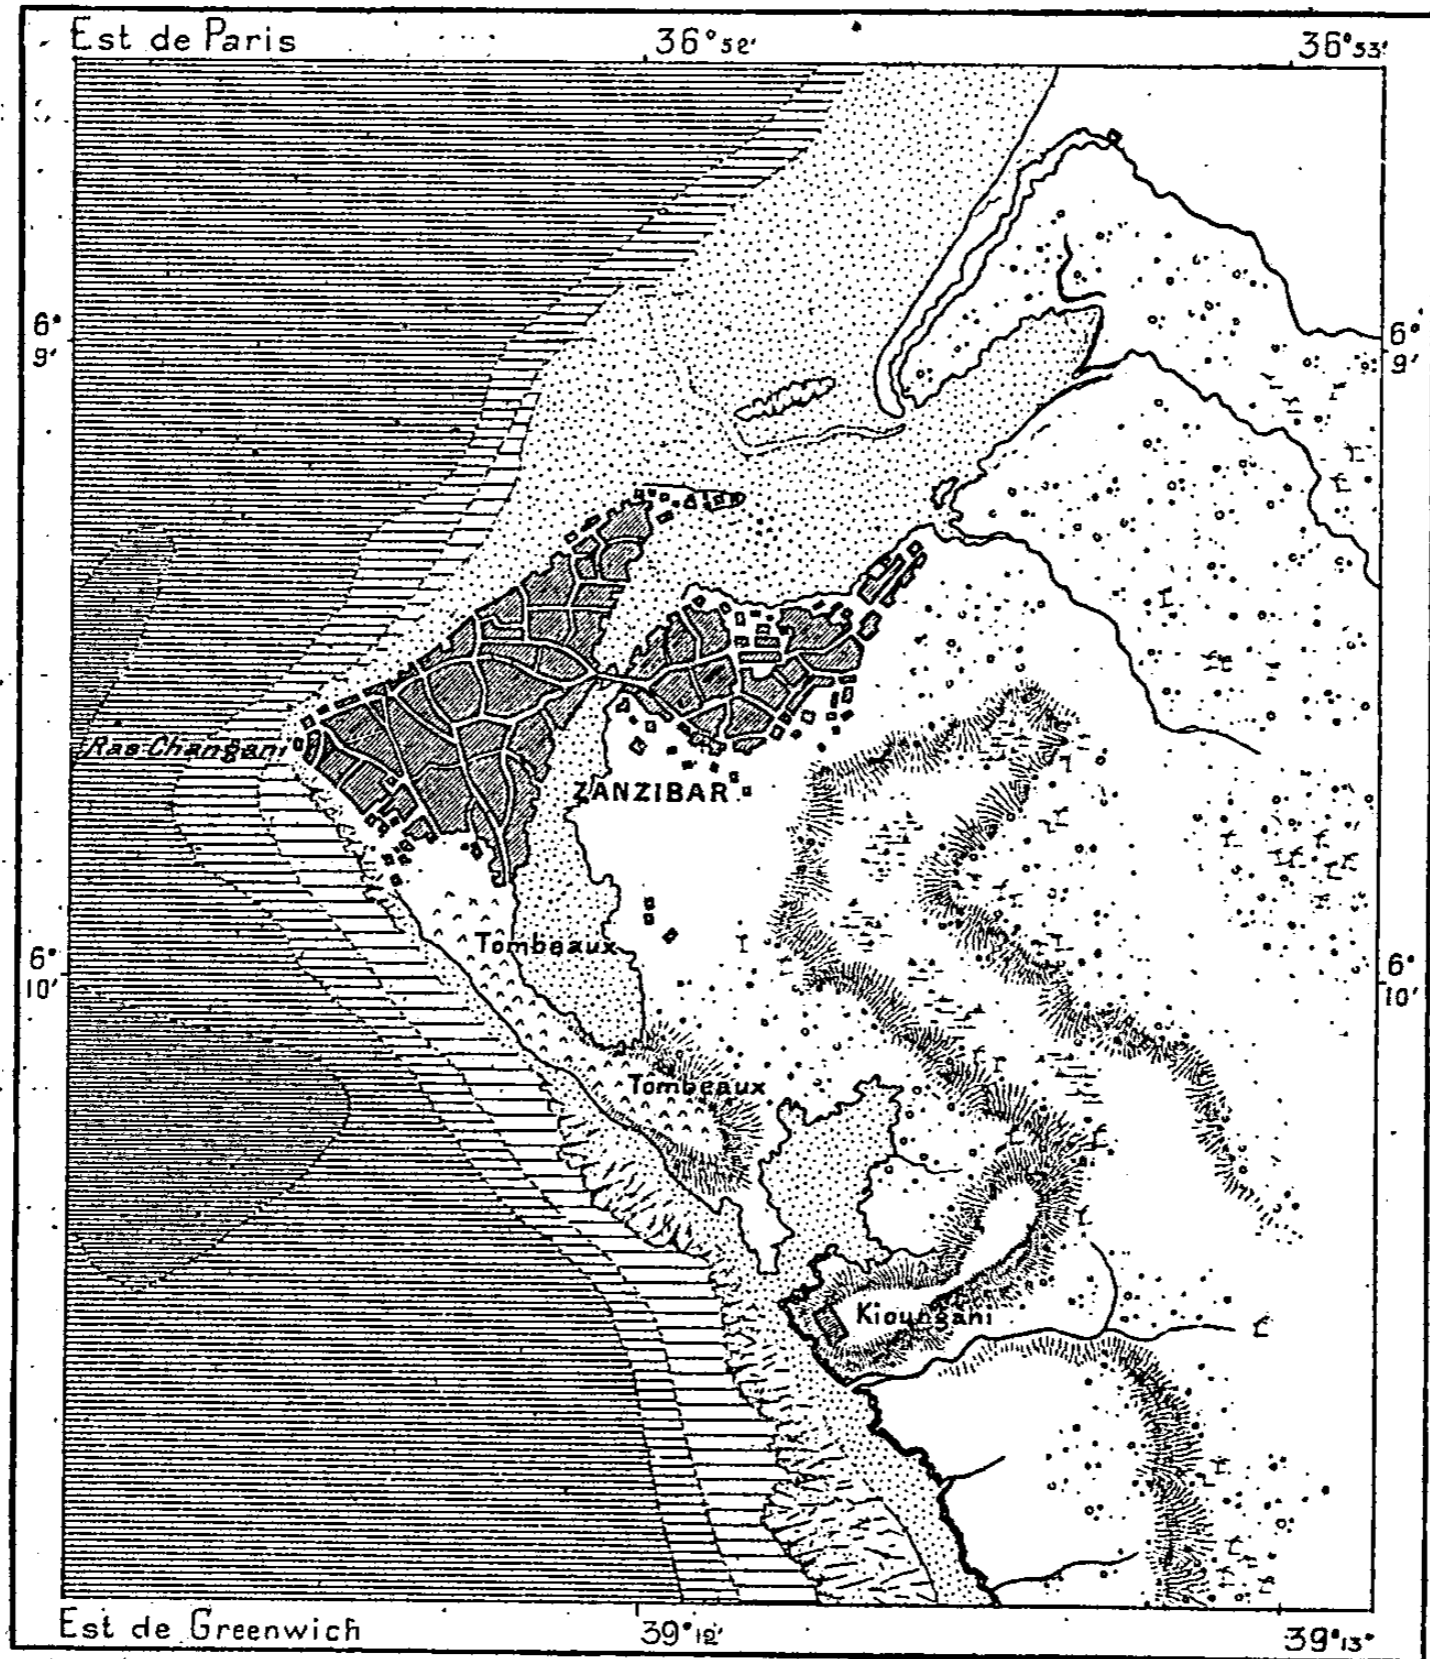 Est de Paris
36° 52'
36° 53'
6°
9'
6°
9'
Ras Changani
ZANZIBAR
Tombeaux
6°
10'
6°
10'
Tombeaux
Kioungani
Est de Greenwich
39° 12'
39° 13'